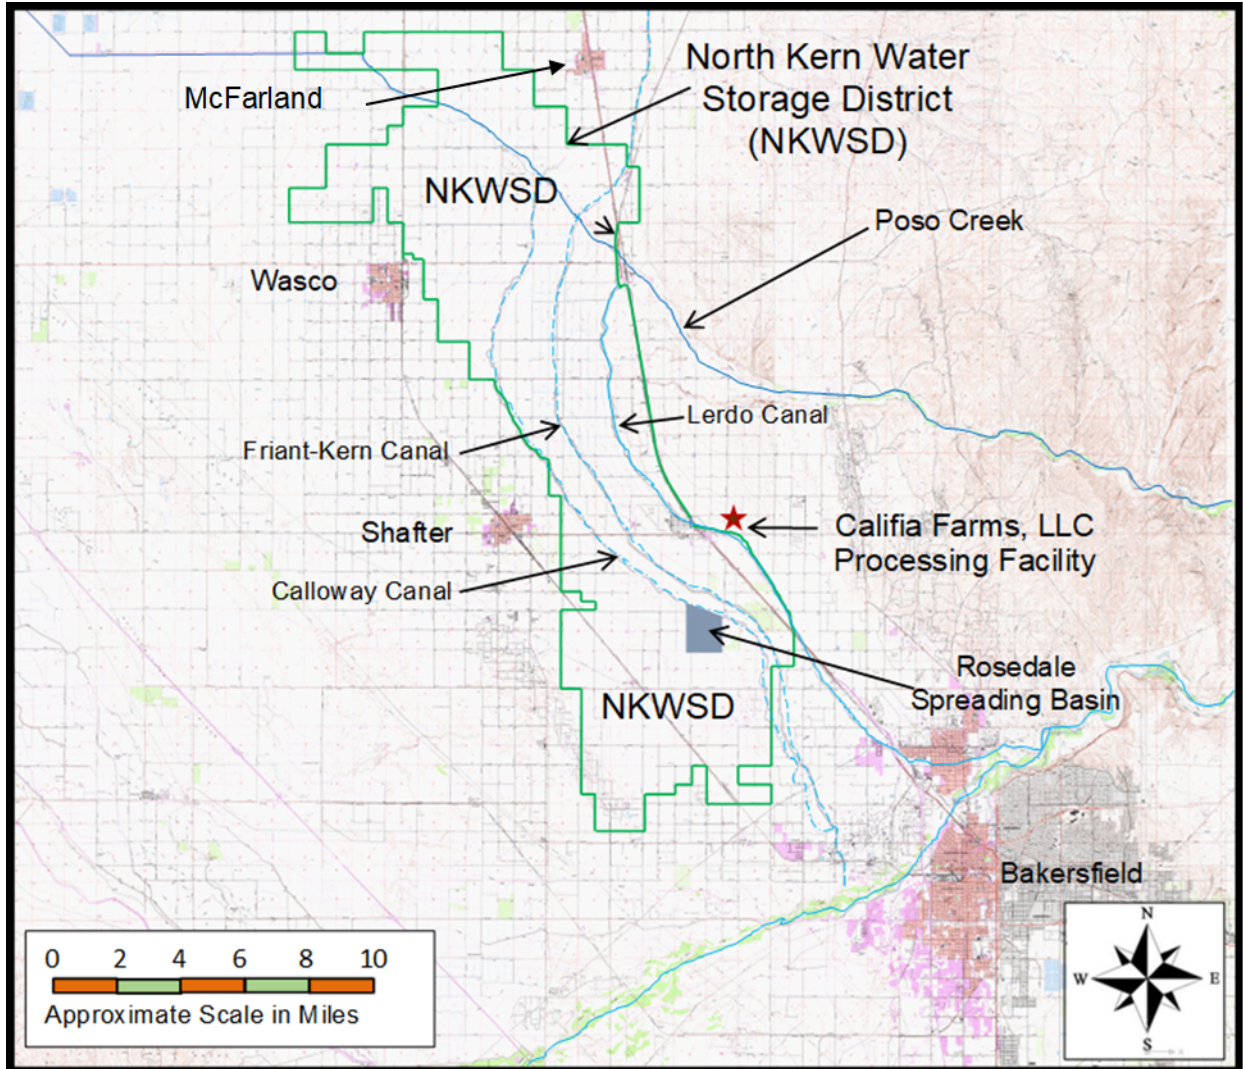 North Kern Water
Storage District
(NKWSD)
McFarland
NKWSD
Poso Creek
Wasco
Lerdo Canal
Friant-Kern Canal
Shafter
Califia Farms, LLC
Processing Facility
Calloway Canal
Rosedale
Spreading Basin
NKWSD
Bakersfield
N
W E
S
0 2 4 6 8 10
Approximate Scale in Miles